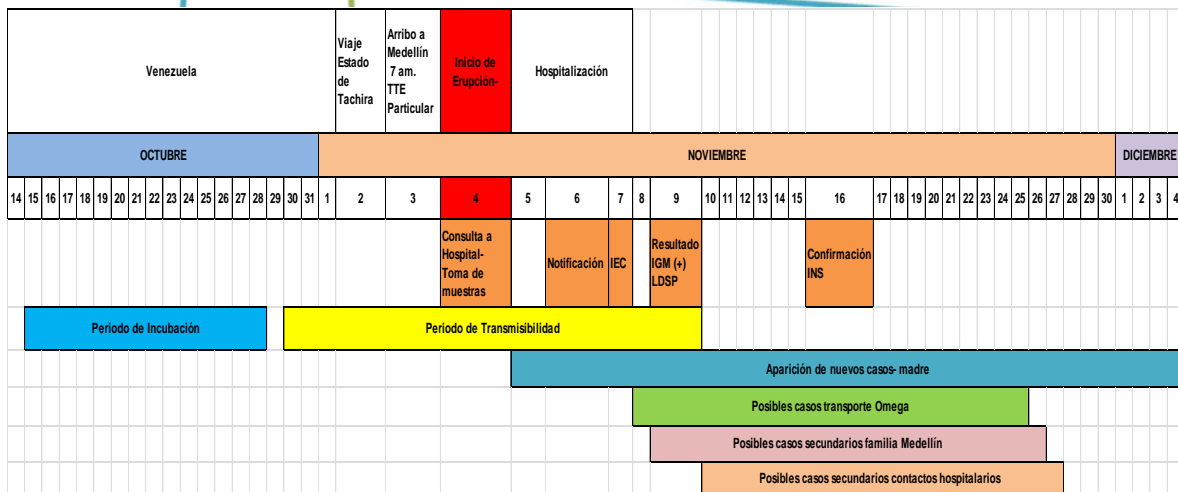 Venezuela
Viaje
Estado
de
Tachira
Arribo a
Medellín
7 am.
TTE
Particular
Inicio de
Erupción-
Hospitalización
OCTUBRE NOVIEMBRE DICIEMBRE
14 15 16 17 18 19 20 21 22 23 24 25 26 27 28 29 30 31 1 2 3 4 5 6 7 8 9 10 11 12 13 14 15 16 17 18 19 20 21 22 23 24 25 26 27 28 29 30 1 2 3 4
Consulta a
Hospital-
Toma de
muestras
Notificación
IEC
Resultado
IGM (+)
LDSP
Confirmación
INS
Periodo de Incubación
Periodo de Transmisibilidad
Aparición de nuevos casos- madre
Posibles casos transporte Omega
Posibles casos secundarios familia Medellín
Posibles casos secundarios contactos hospitalarios